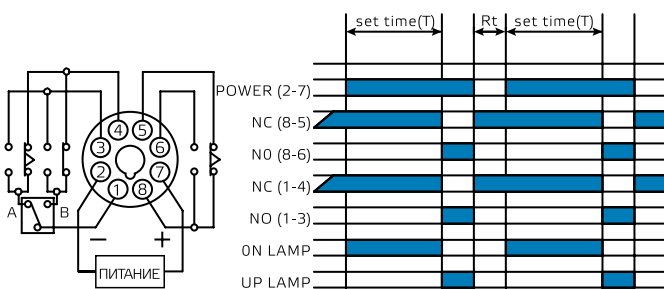 set time(T) Rt set time(T)
POWER (2-7)
NC (8-5)
N0 (8-6)
NC (1-4)
NO (1-3)
0N LAMP
UP LAMP
4 5
3 6
2 7
1 8
A B
− +
ПИТАНИЕ